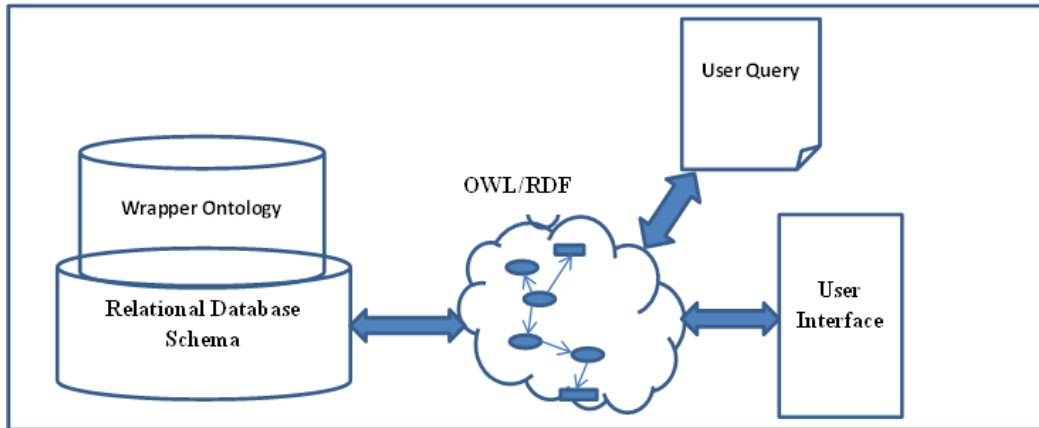 User Query
OWL/RDF
Wrapper Ontology
Relational Database
Schema
User
Interface